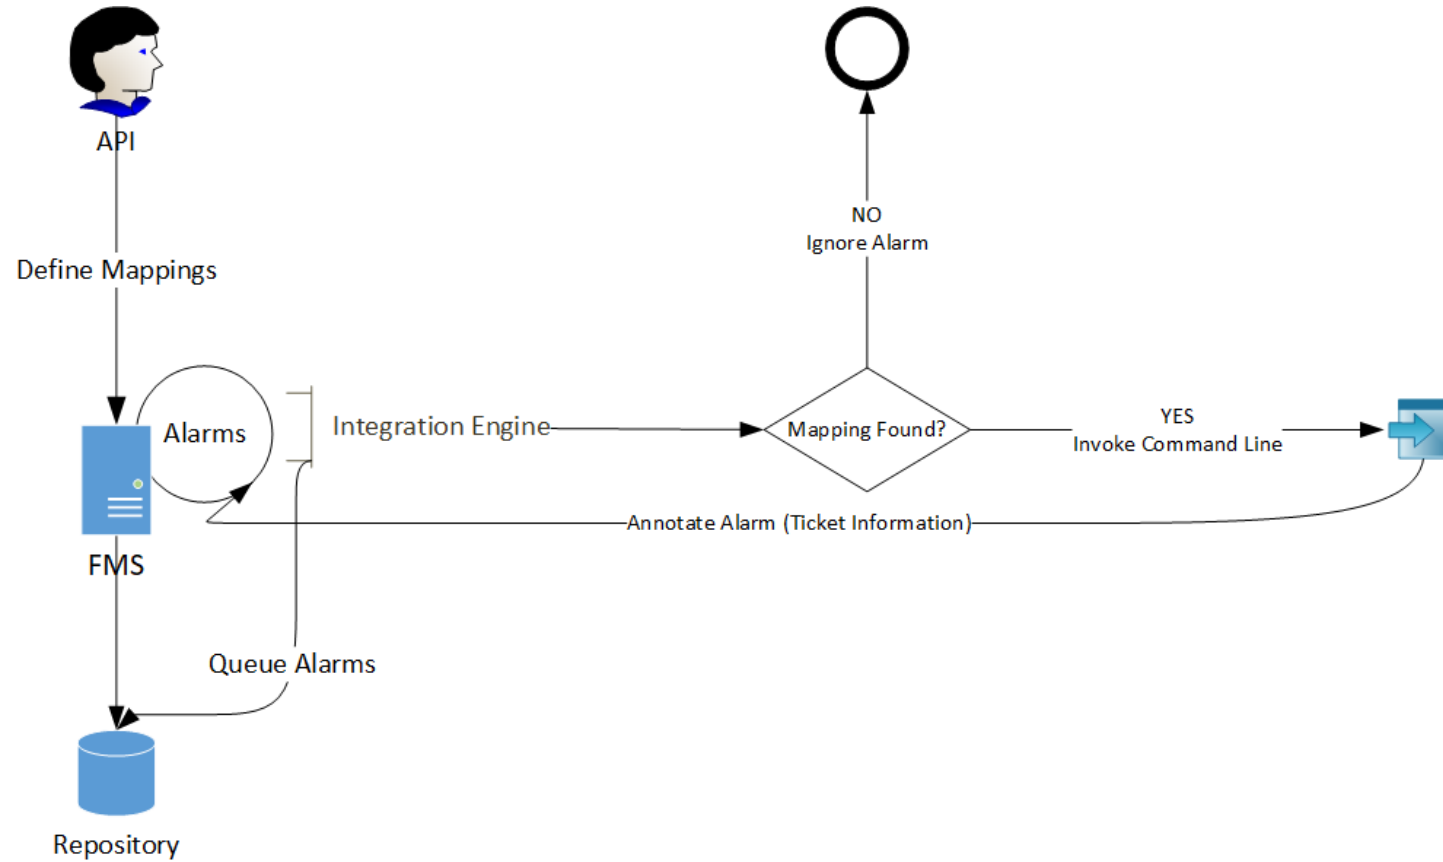 API
NO
Ignore Alarm
Define Mappings
Alarms
Integration Engine
Mapping Found?
YES
Invoke Command Line
Annotate Alarm (Ticket Information)
FMS
Queue Alarms
Repository